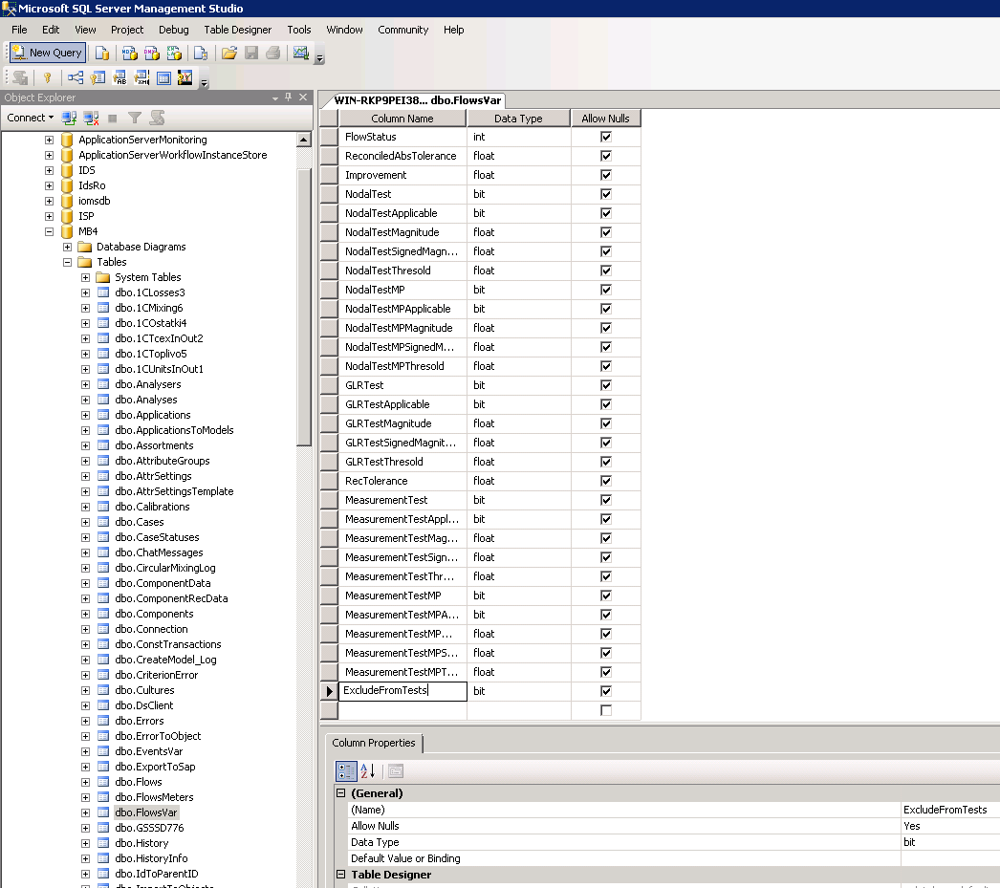 Microsoft SQL Server Management Studio
File Edit View Project Debug Table Designer Tools Window Community Help
New Query
Object Explorer
Connect
ApplicationServerMonitoring
ApplicationServerWorkflowInstanceStore
IDS
IdsRo
iomsdb
ISP
MB4
Database Diagrams
Tables
System Tables
dbo.1CLosses3
dbo.1CMixing6
dbo.1COstatki4
dbo.1CTcexInOut2
dbo.1CToplivo5
dbo.1CUnitsInOut1
dbo.Analysers
dbo.Analyses
dbo.Applications
dbo.ApplicationsToModels
dbo.Assortments
dbo.AttributeGroups
dbo.AttrSettings
dbo.AttrSettingsTemplate
dbo.Calibrations
dbo.Cases
dbo.CaseStatuses
dbo.ChatMessages
dbo.CircularMixingLog
dbo.ComponentData
dbo.ComponentRecData
dbo.Components
dbo.Connection
dbo.ConstTransactions
dbo.CreateModel_Log
dbo.CriterionError
dbo.Cultures
dbo.DsClient
dbo.Errors
dbo.ErrorToObject
dbo.EventsVar
dbo.ExportToSap
dbo.Flows
dbo.FlowsMeters
dbo.FlowsVar
dbo.GSSSD776
dbo.History
dbo.HistoryInfo
dbo.IdToParentID
WIN-RKP9PEI38... dbo.FlowsVar
Column Name Data Type Allow Nulls
FlowStatus int
ReconciledAbsTolerance float
Improvement float
NodalTest bit
NodalTestApplicable bit
NodalTestMagnitude float
NodalTestSignedMagn... float
NodalTestThresold float
NodalTestMP bit
NodalTestMPApplicable bit
NodalTestMPMagnitude float
NodalTestMPSignedM... float
NodalTestMPThresold float
GLRTest bit
GLRTestApplicable bit
GLRTestMagnitude float
GLRTestSignedMagnit... float
GLRTestThresold float
RecTolerance float
MeasurementTest bit
MeasurementTestAppl... bit
MeasurementTestMag... float
MeasurementTestSign... float
MeasurementTestThr... float
MeasurementTestMP bit
MeasurementTestMPA... bit
MeasurementTestMP... float
MeasurementTestMPS... float
MeasurementTestMPT... float
ExcludeFromTests bit
Column Properties
(General)
(Name) ExcludeFromTests
Allow Nulls Yes
Data Type bit
Default Value or Binding
Table Designer